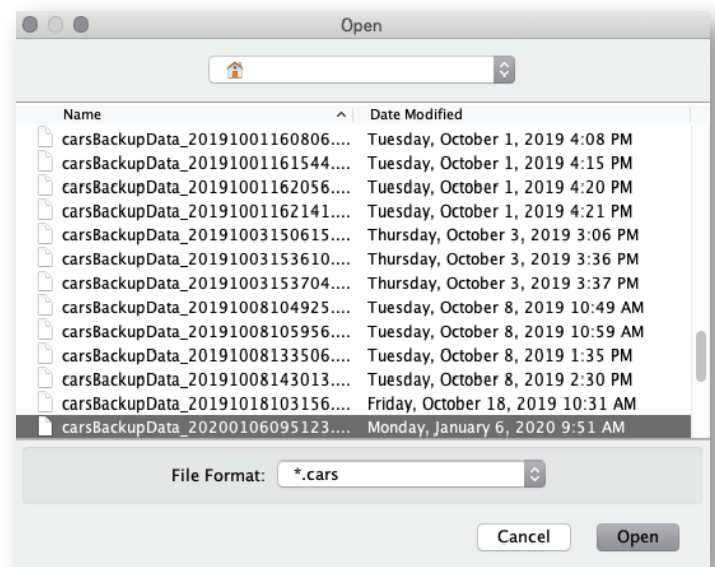 Open
Name Date Modified
carsBackupData_20191001160806.... Tuesday, October 1, 2019 4:08 PM
carsBackupData_20191001161544.... Tuesday, October 1, 2019 4:15 PM
carsBackupData_20191001162056.... Tuesday, October 1, 2019 4:20 PM
carsBackupData_20191001162141.... Tuesday, October 1, 2019 4:21 PM
carsBackupData_20191003150615.... Thursday, October 3, 2019 3:06 PM
carsBackupData_20191003153610.... Thursday, October 3, 2019 3:36 PM
carsBackupData_20191003153704.... Thursday, October 3, 2019 3:37 PM
carsBackupData_20191008104925.... Tuesday, October 8, 2019 10:49 AM
carsBackupData_20191008105956.... Tuesday, October 8, 2019 10:59 AM
carsBackupData_20191008133506.... Tuesday, October 8, 2019 1:35 PM
carsBackupData_20191008143013.... Tuesday, October 8, 2019 2:30 PM
carsBackupData_20191018103156.... Friday, October 18, 2019 10:31 AM
carsBackupData_20200106095123.... Monday, January 6, 2020 9:51 AM
File Format: *.cars
Cancel Open